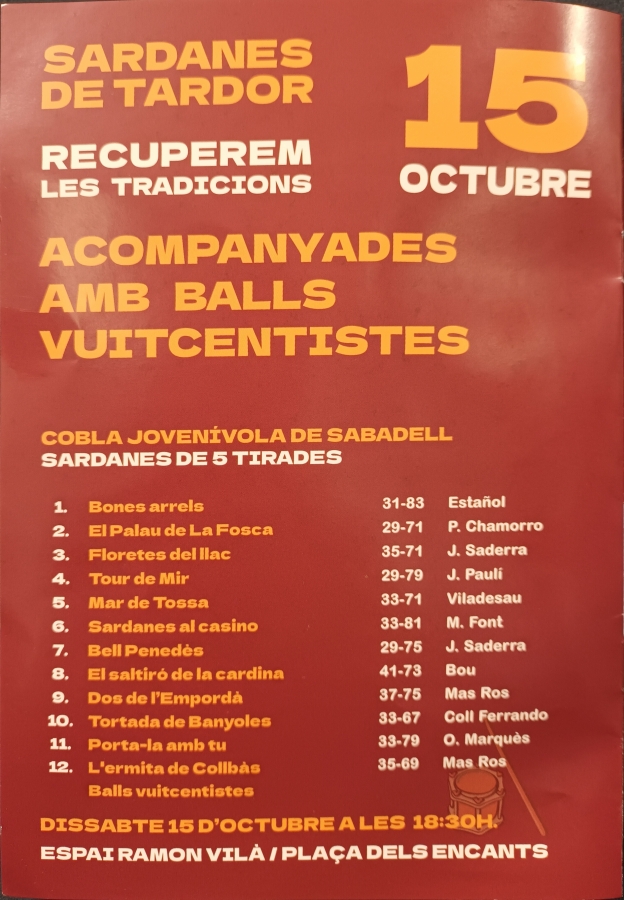 SARDANES
DE TARDOR
15
OCTUBRE
RECUPEREM
LES TRADICIONS
ACOMPANYADES
AMB BALLS
VUITCENTISTES
COBLA JOVENÍVOLA DE SABADELL
SARDANES DE 5 TIRADES
1. Bones arrels 31-83 Estañol
2. El Palau de La Fosca 29-71 P. Chamorro
3. Floretes del llac 35-71 J. Saderra
4. Tour de Mir 29-79 J. Paulí
5. Mar de Tossa 33-71 Viladesau
6. Sardanes al casino 33-81 M. Font
7. Bell Penedès 29-75 J. Saderra
8. El saltiró de la cardina 41-73 Bou
9. Dos de l'Empordà 37-75 Mas Ros
10. Tortada de Banyoles 33-67 Coll Ferrando
11. Porta-la amb tu 33-79 O. Marquès
12. L'ermita de Collbàs 35-69 Mas Ros
Balls vuitcentistes
DISSABTE 15 D'OCTUBRE A LES 18:30H.
ESPAI RAMON VILÀ / PLAÇA DELS ENCANTS